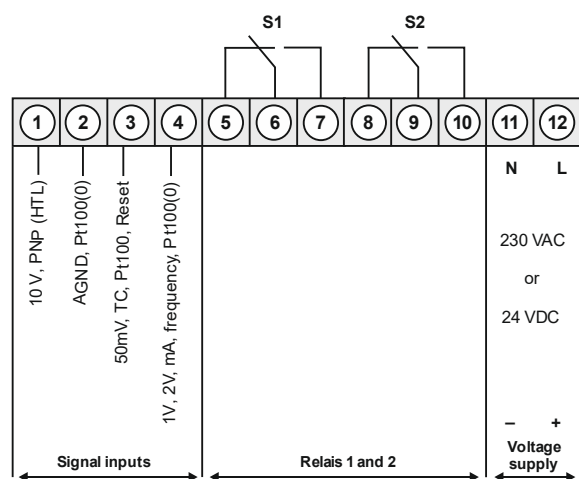 S1
S2
1 2 3 4 5 6 7 8 9 10 11 12
10 V, PNP (HTL)
AGND, Pt100(0)
50mV, TC, Pt100, Reset
1V, 2V, mA, frequency, Pt100(0)
N L
230 VAC
or
24 VDC
– +
Signal inputs
Relais 1 and 2
Voltage
supply